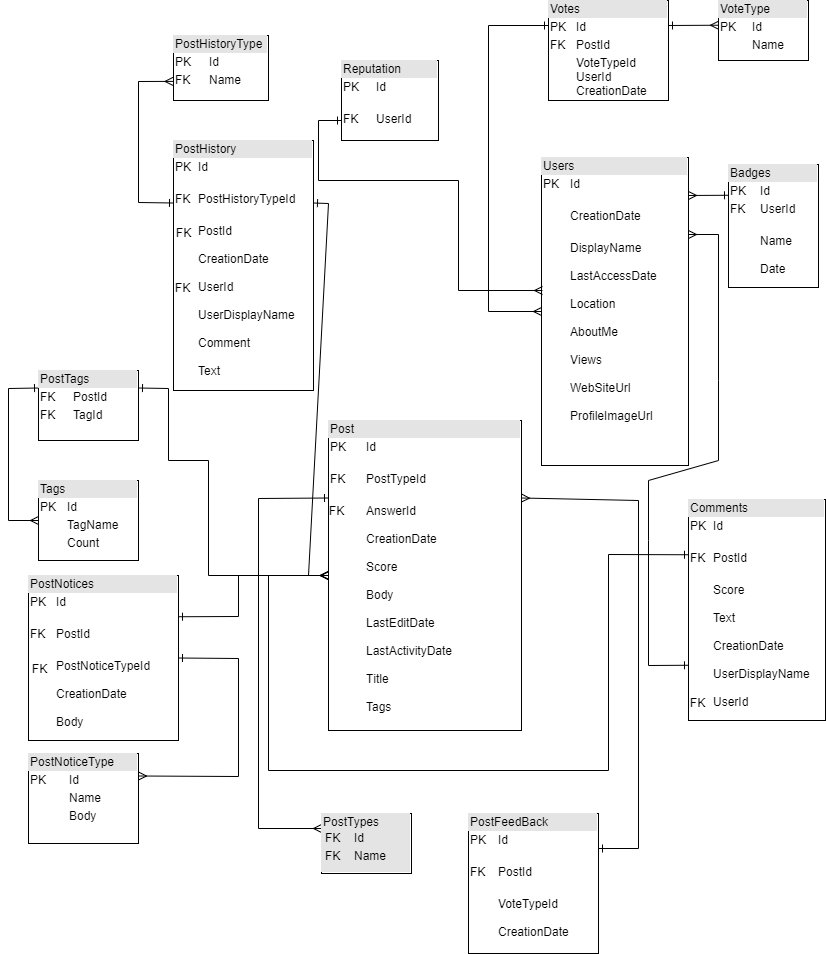 Votes
PK Id
FK PostId
VoteTypeId
UserId
CreationDate
VoteType
PK Id
Name
PostHistoryType
PK Id
FK Name
Reputation
PK Id
FK UserId
PostHistory
PK Id
FK PostHistoryTypeId
FK PostId
CreationDate
FK UserId
UserDisplayName
Comment
Text
Users
PK Id
CreationDate
DisplayName
LastAccessDate
Location
AboutMe
Views
WebSiteUrl
ProfileImageUrl
Badges
PK Id
FK UserId
Name
Date
PostTags
FK PostId
FK TagId
Tags
PK Id
TagName
Count
Post
PK Id
FK PostTypeId
FK AnswerId
CreationDate
Score
Body
LastEditDate
LastActivityDate
Title
Tags
Comments
PK Id
FK PostId
Score
Text
CreationDate
UserDisplayName
FK UserId
PostNotices
PK Id
FK PostId
FK PostNoticeTypeId
CreationDate
Body
PostNoticeType
PK Id
Name
Body
PostTypes
FK Id
FK Name
PostFeedBack
PK Id
FK PostId
VoteTypeId
CreationDate